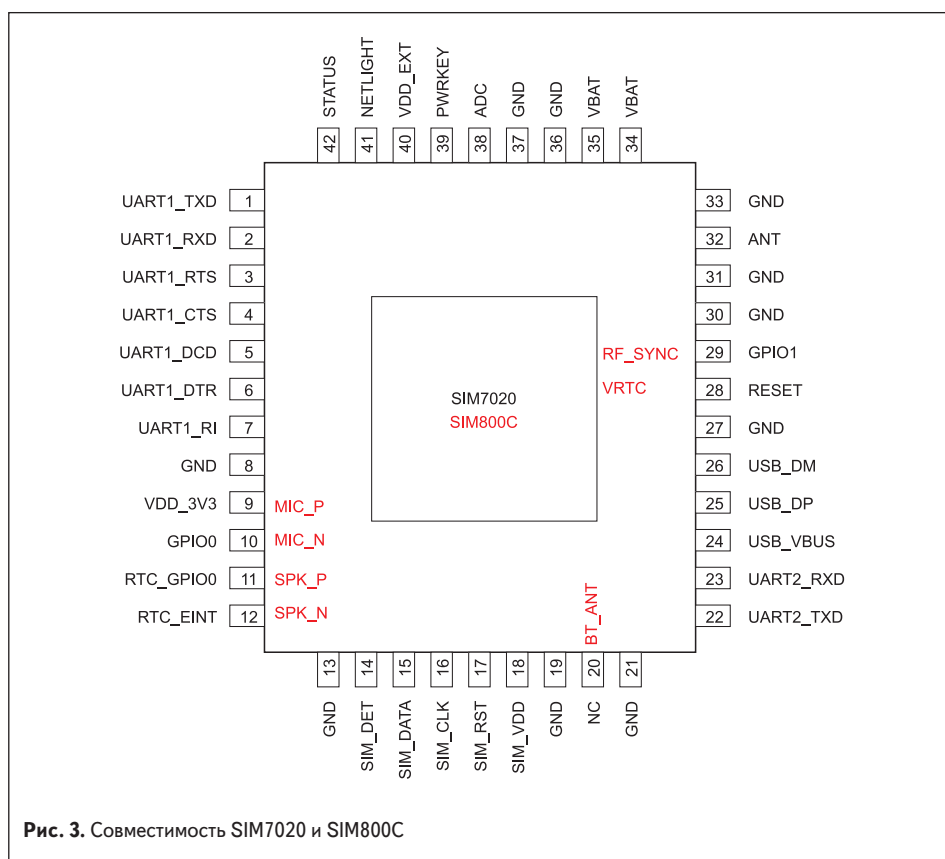 STATUS
NETLIGHT
VDD_EXT
PWRKEY
ADC
GND
GND
VBAT
VBAT
42
41
40
39
38
37
36
35
34
UART1_TXD 1
UART1_RXD 2
UART1_RTS 3
UART1_CTS 4
UART1_DCD 5
UART1_DTR 6
UART1_RI 7
GND 8
VDD_3V3 9 MIC_P
GPIO0 10 MIC_N
RTC_GPIO0 11 SPK_P
RTC_EINT 12 SPK_N
SIM7020
SIM800C
33 GND
32 ANT
31 GND
30 GND
RF_SYNC 29 GPIO1
VRTC 28 RESET
27 GND
26 USB_DM
25 USB_DP
24 USB_VBUS
23 UART2_RXD
22 UART2_TXD
BT_ANT
13
14
15
16
17
18
19
20
21
GND
SIM_DET
SIM_DATA
SIM_CLK
SIM_RST
SIM_VDD
GND
NC
GND
Рис. 3. Совместимость SIM7020 и SIM800C